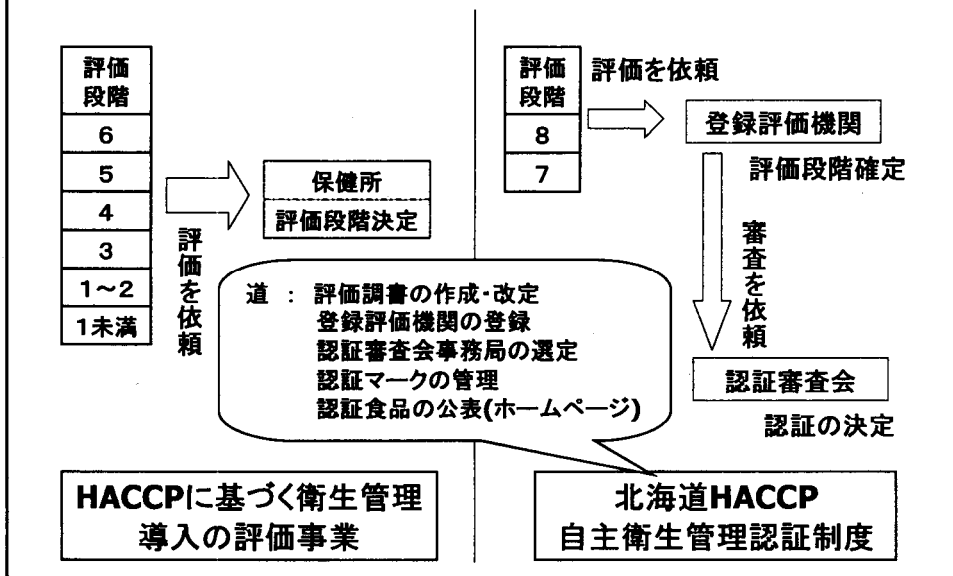 評価
段階
6
5
4
3
1～2
1未満
評価を依頼
保健所
評価段階決定
評価
段階
8
7
評価を依頼
登録評価機関
評価段階確定
審査を依頼
認証審査会
認証の決定
道 : 評価調書の作成・改定
登録評価機関の登録
認証審査会事務局の選定
認証マークの管理
認証食品の公表(ホームページ)
HACCPに基づく衛生管理
導入の評価事業
北海道HACCP
自主衛生管理認証制度